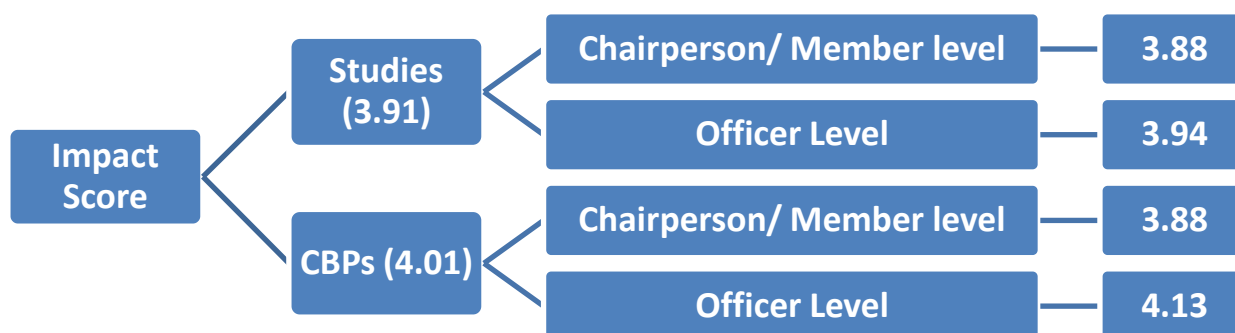 Impact
Score
Studies
(3.91)
Chairperson/ Member level
3.88
Officer Level
3.94
CBPs (4.01)
Chairperson/ Member level
3.88
Officer Level
4.13